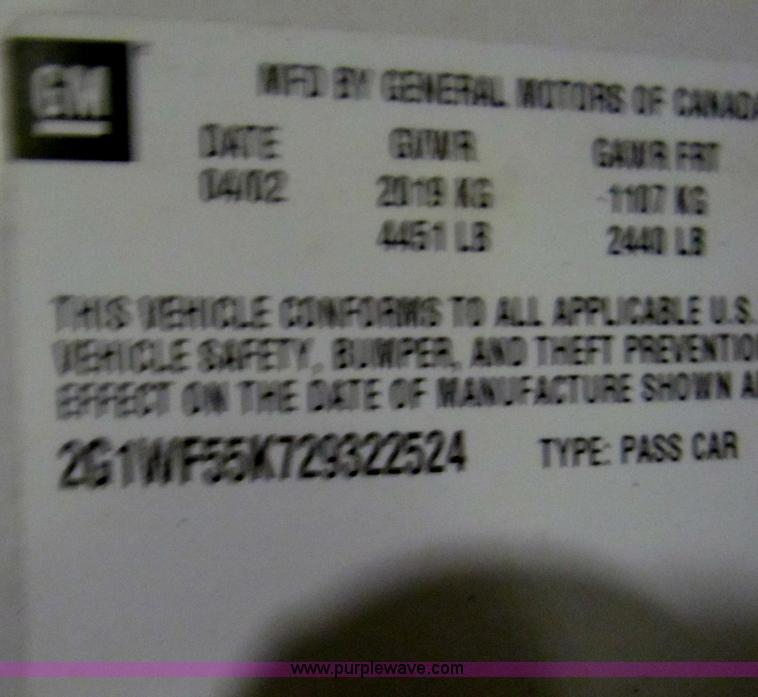 GM
MFD BY GENERAL MOTORS OF CANADA
DATE GVWR GAWR FRT
04/02 2019 KG 1107 KG
4451 LB 2440 LB
THIS VEHICLE CONFORMS TO ALL APPLICABLE U.S.
VEHICLE SAFETY, BUMPER, AND THEFT PREVENTIO
EFFECT ON THE DATE OF MANUFACTURE SHOWN A
2G1WF55K729322524 TYPE: PASS CAR
www.purplewave.com